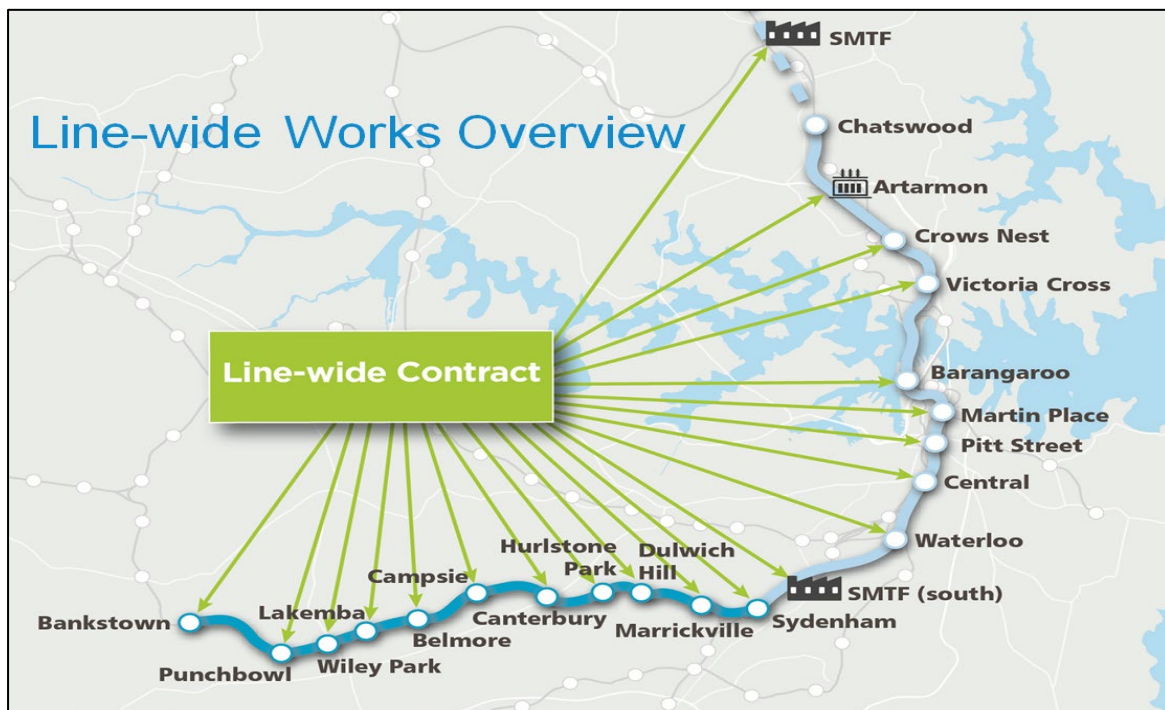 SMTF
Line-wide Works Overview
Chatswood
Artarmon
Crows Nest
Victoria Cross
Line-wide Contract
Barangaroo
Martin Place
Pitt Street
Central
Waterloo
Hurlstone
Park
Dulwich
Hill
Campsie
SMTF (south)
Lakemba
Bankstown
Canterbury
Sydenham
Belmore
Marrickville
Punchbowl
Wiley Park